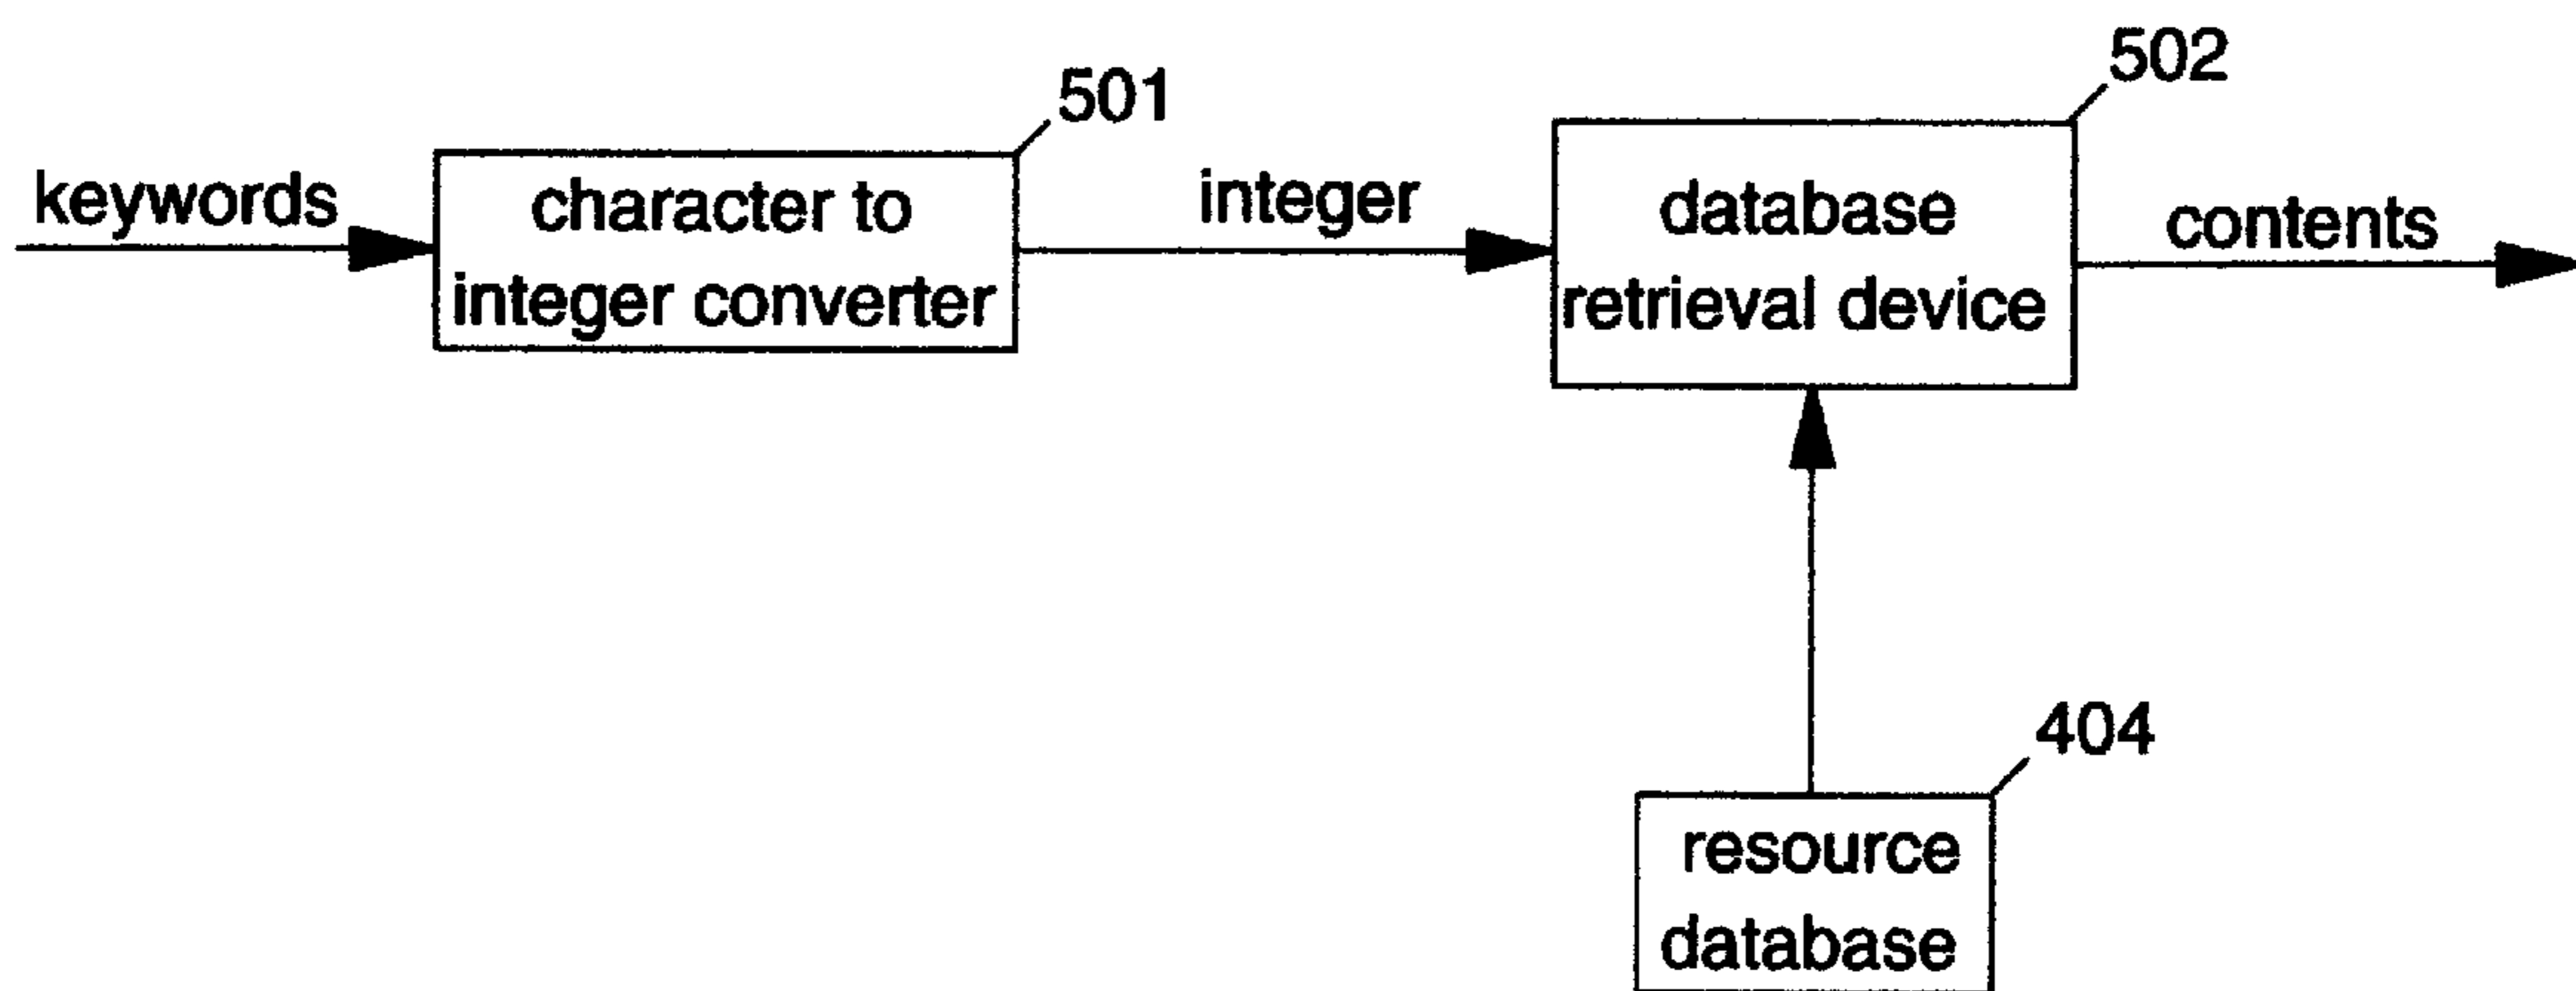 keywords
501
character to
integer converter
integer
502
database
retrieval device
contents
404
resource
database